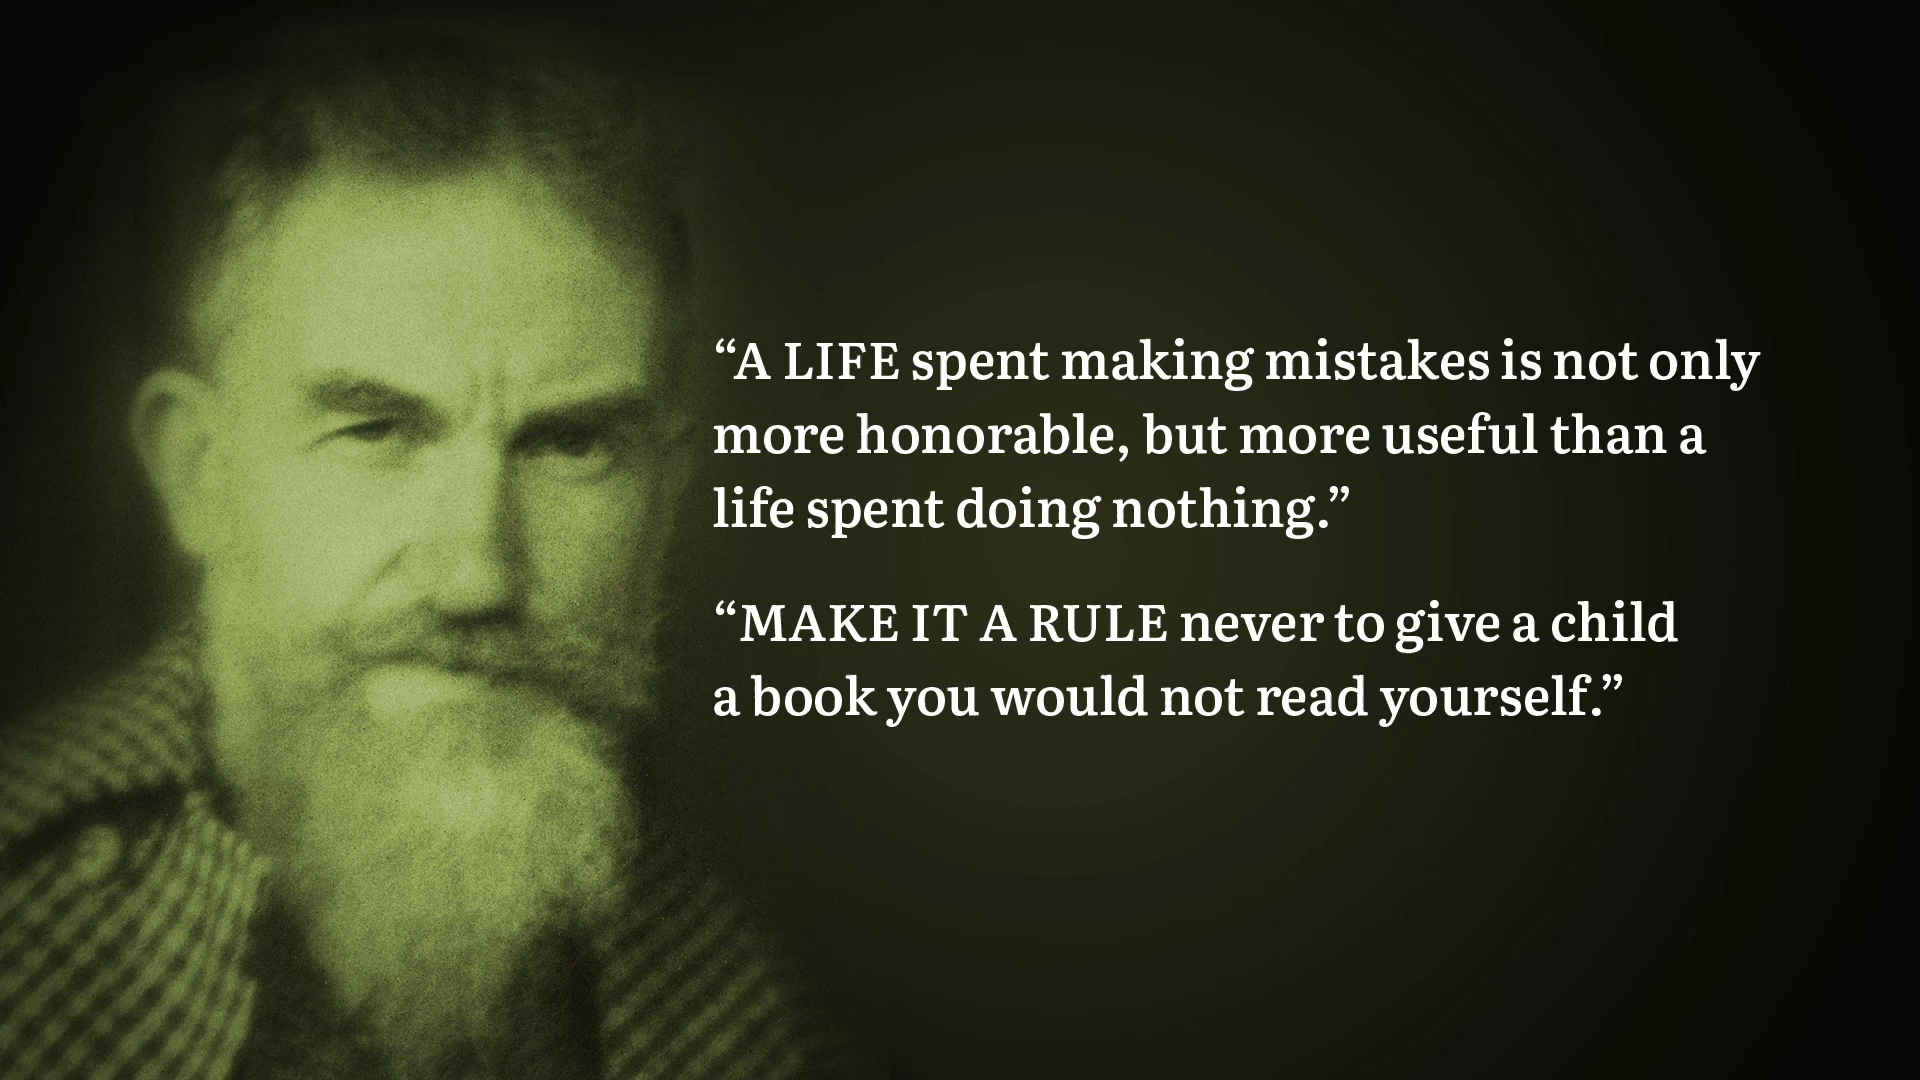 “A LIFE spent making mistakes is not only
more honorable, but more useful than a
life spent doing nothing.”
“MAKE IT A RULE never to give a child
a book you would not read yourself.”